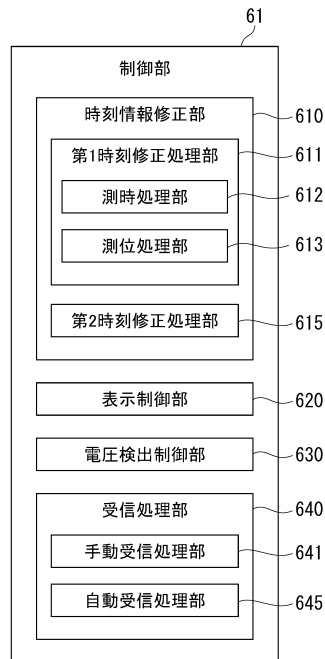 61
制御部
時刻情報修正部
610
第1時刻修正処理部
611
測時処理部
612
測位処理部
613
第2時刻修正処理部
615
表示制御部
620
電圧検出制御部
630
受信処理部
640
手動受信処理部
641
自動受信処理部
645